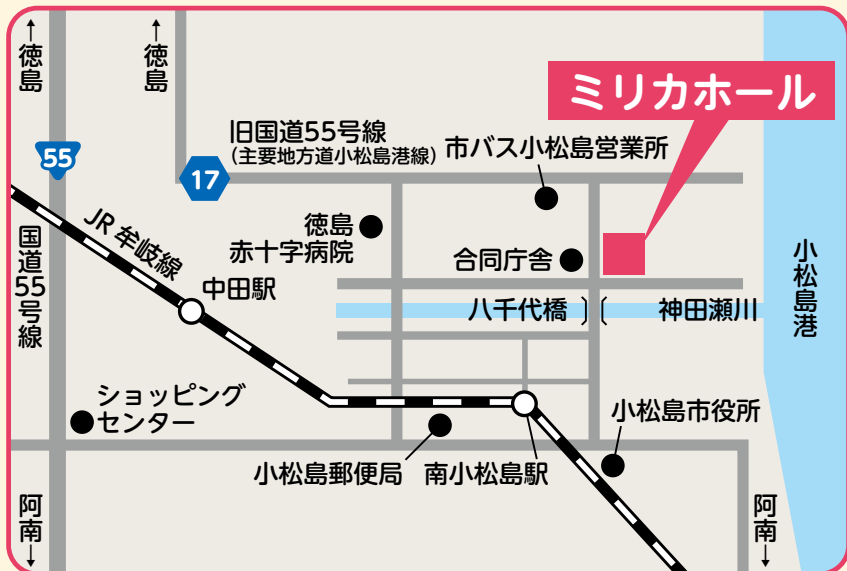 ↑徳島
↑徳島
ミリカホール
旧国道55号線
(主要地方道小松島港線)
市バス小松島営業所
55
17
徳島
赤十字病院
JR 牟岐線
国道55号線
合同庁舎
小松島港
中田駅
八千代橋
神田瀬川
ショッピング
センター
小松島市役所
小松島郵便局
南小松島駅
阿南↓
阿南↓